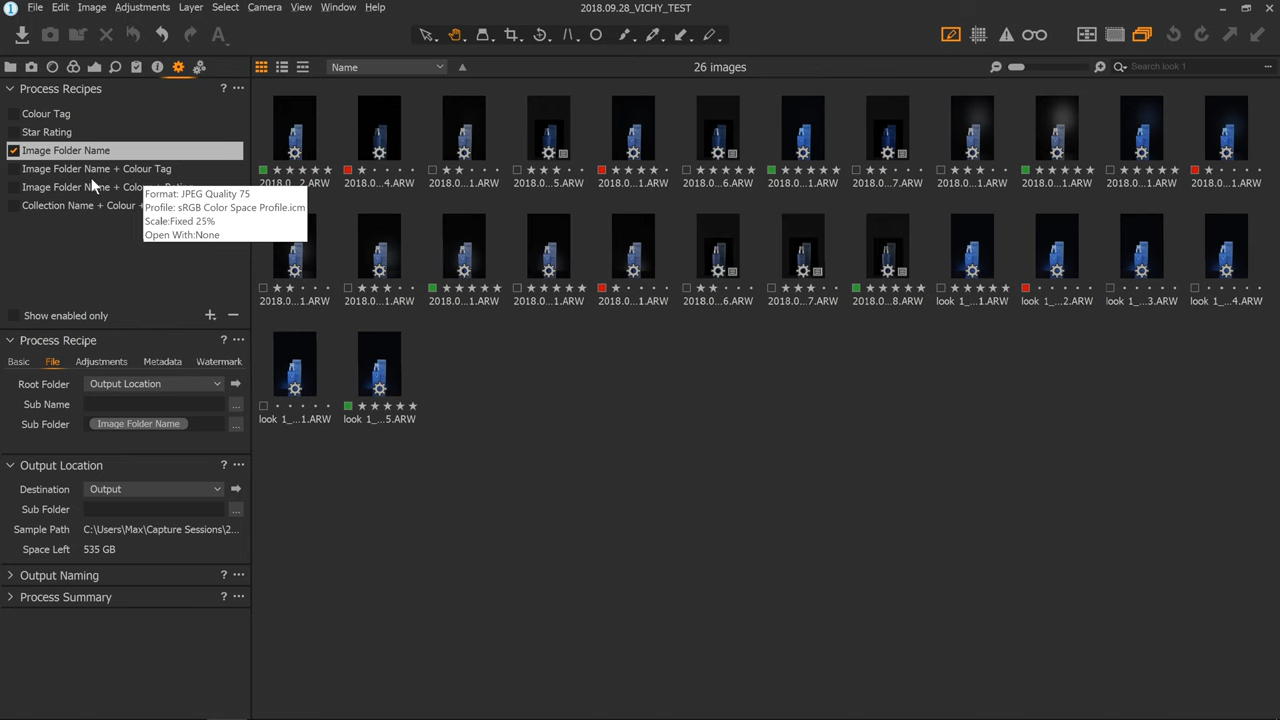 1 File Edit Image Adjustments Layer Select Camera View Window Help 2018.09.28_VICHY_TEST
A
Name 26 images Search look 1
Process Recipes ? ...
Colour Tag
Star Rating
Image Folder Name
Image Folder Name + Colour Tag
Image Folder Name + Colour + Rating
Collection Name + Colour +
Format: JPEG Quality 75
Profile: sRGB Color Space Profile.icm
Scale:Fixed 25%
Open With:None
Show enabled only + −
Process Recipe ? ...
Basic File Adjustments Metadata Watermark
Root Folder Output Location
Sub Name ...
Sub Folder Image Folder Name ...
Output Location ? ...
Destination Output
Sub Folder ...
Sample Path C:\Users\Max\Capture Sessions\2...
Space Left 535 GB
Output Naming ? ...
Process Summary ? ...
2018.0..._2.ARW 2018.0...4.ARW 2018.0...1.ARW 2018.0...5.ARW 2018.0...1.ARW 2018.0...6.ARW 2018.0...1.ARW 2018.0...7.ARW 2018.0...1.ARW 2018.0...1.ARW 2018.0...1.ARW 2018.0...1.ARW
2018.0...1.ARW 2018.0...1.ARW 2018.0...1.ARW 2018.0...1.ARW 2018.0...1.ARW 2018.0...6.ARW 2018.0...7.ARW 2018.0...8.ARW look 1_...1.ARW look 1_...2.ARW look 1_...3.ARW look 1_...4.ARW
look 1_...1.ARW look 1_...5.ARW